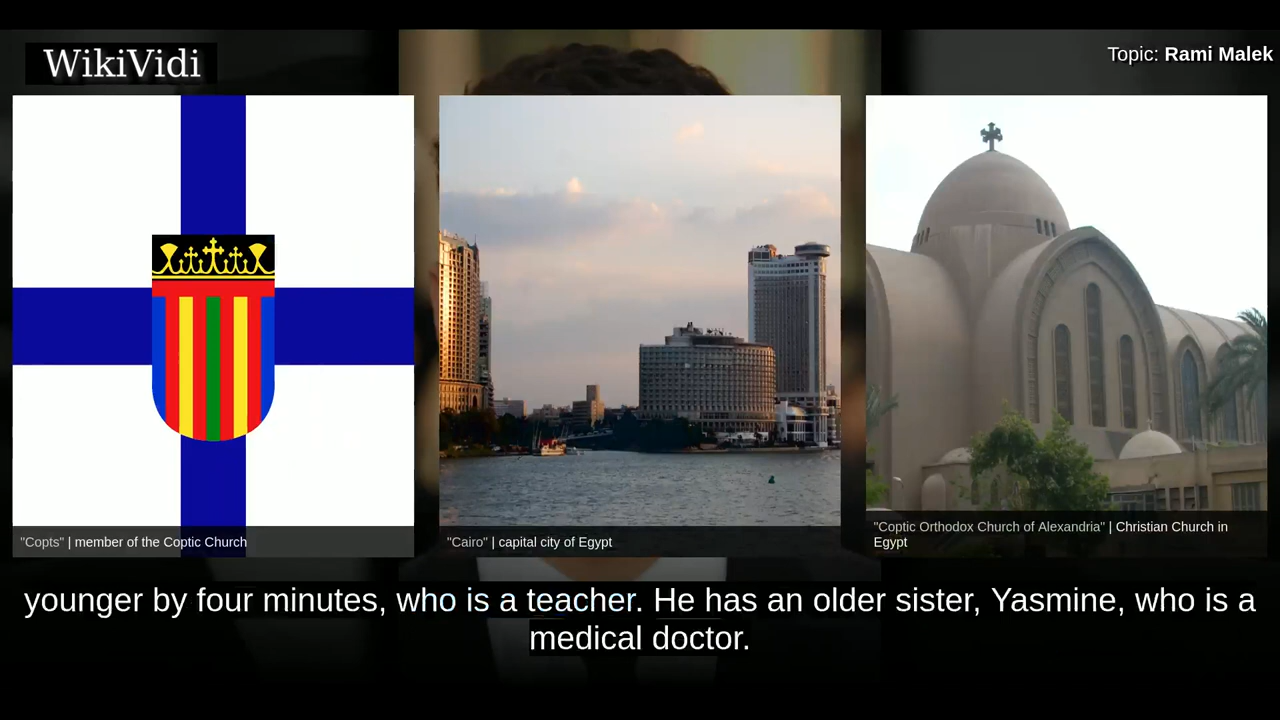 WikiVidi
Topic: Rami Malek
"Copts" | member of the Coptic Church
"Cairo" | capital city of Egypt
"Coptic Orthodox Church of Alexandria" | Christian Church in
Egypt
younger by four minutes, who is a teacher. He has an older sister, Yasmine, who is a
medical doctor.